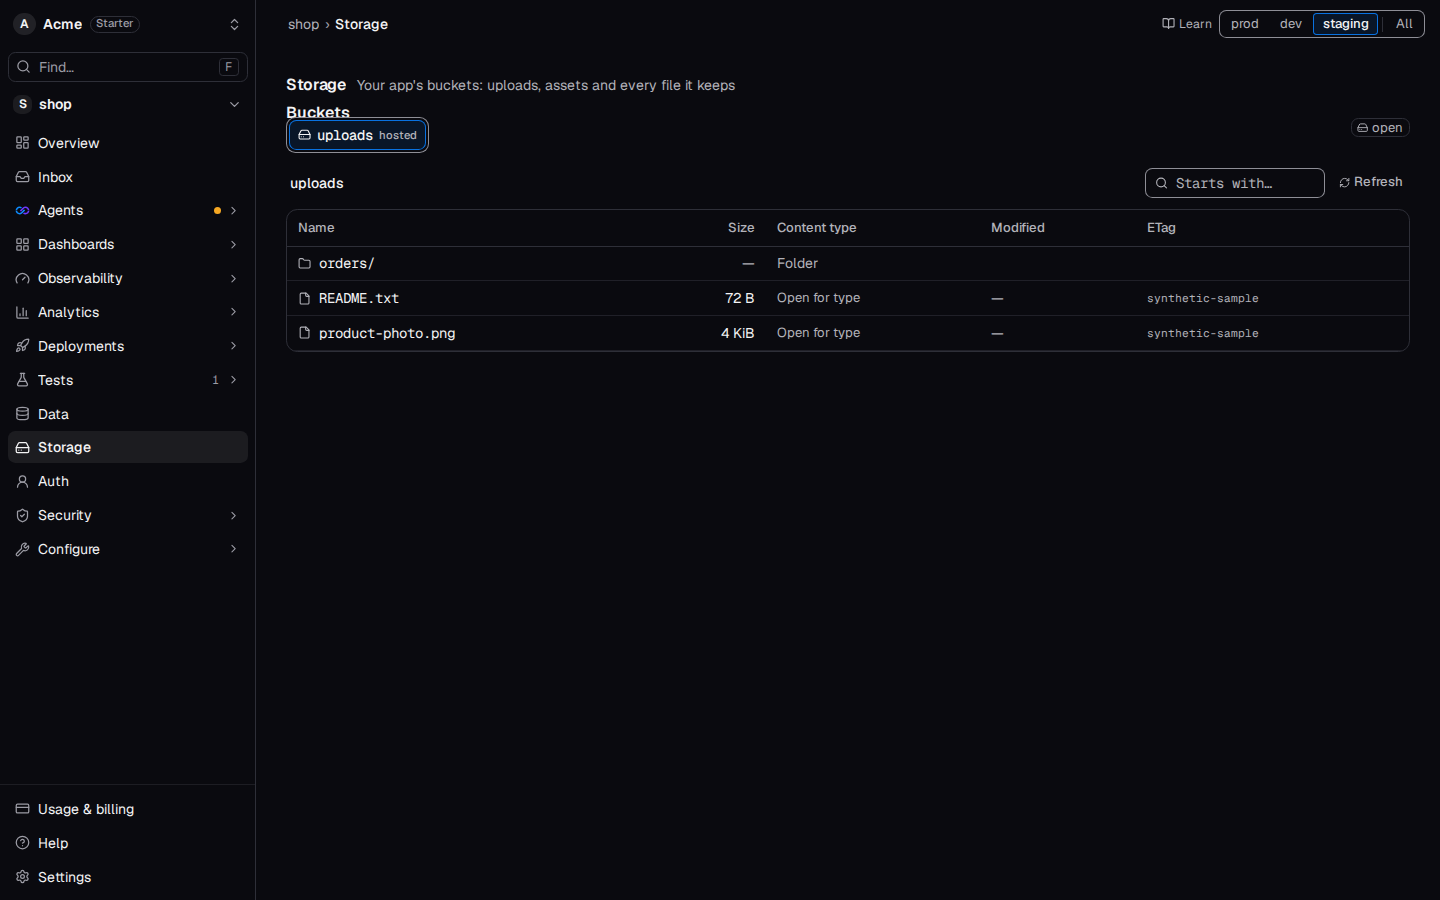 A Acme Starter
shop › Storage
Learn
prod dev staging All
Find… F
S shop
Overview
Inbox
Agents
Dashboards
Observability
Analytics
Deployments
Tests 1
Data
Storage
Auth
Security
Configure
Usage & billing
Help
Settings
Storage Your app's buckets: uploads, assets and every file it keeps
Buckets
uploads hosted
open
uploads
Starts with…
Refresh
Name Size Content type Modified ETag
orders/ — Folder
README.txt 72 B Open for type — synthetic-sample
product-photo.png 4 KiB Open for type — synthetic-sample